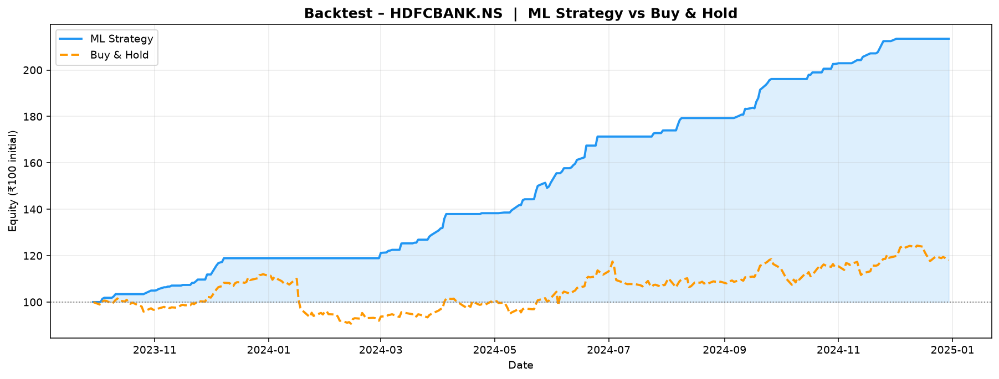 Backtest – HDFCBANK.NS  |  ML Strategy vs Buy & Hold
ML Strategy
Buy & Hold
Equity (₹100 initial)
200
180
160
140
120
100
2023-11
2024-01
2024-03
2024-05
2024-07
2024-09
2024-11
2025-01
Date